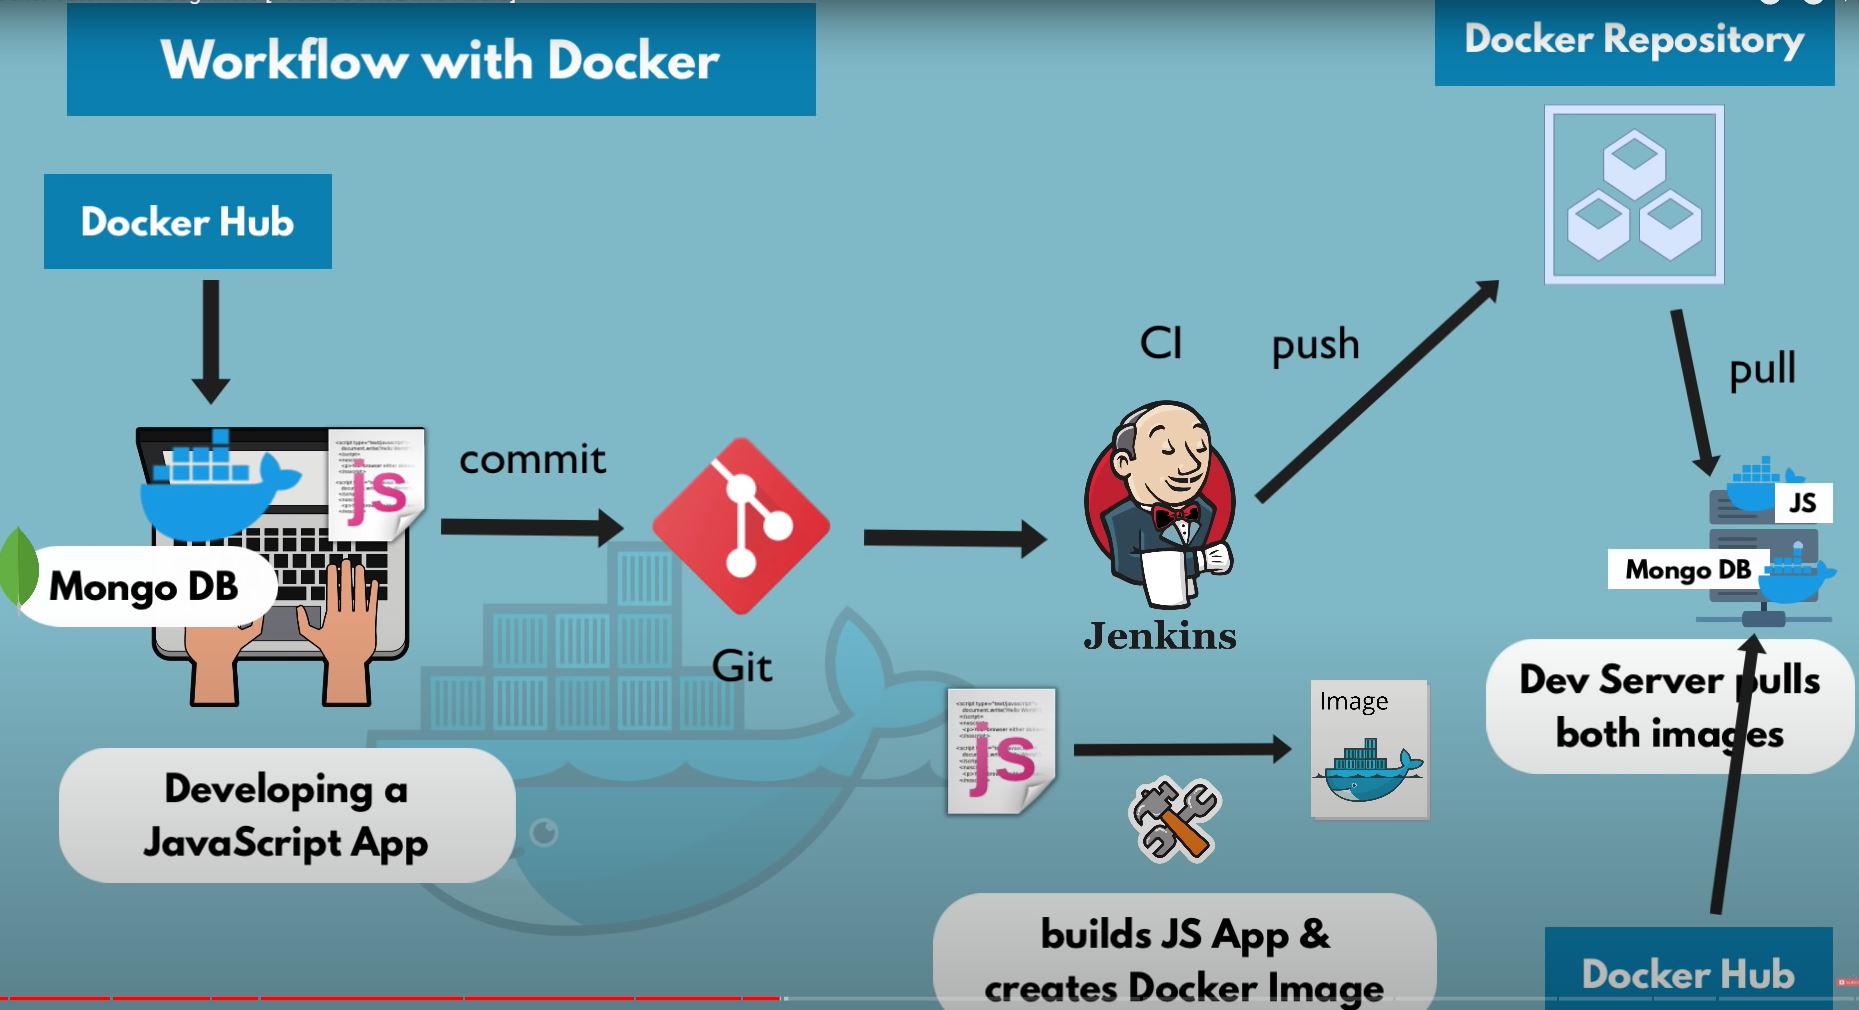 Workflow with Docker
Docker Repository
Docker Hub
CI
push
pull
commit
js
JS
Mongo DB
Mongo DB
Git
Jenkins
Developing a
JavaScript App
js
Image
Dev Server pulls
both images
builds JS App &
creates Docker Image
Docker Hub